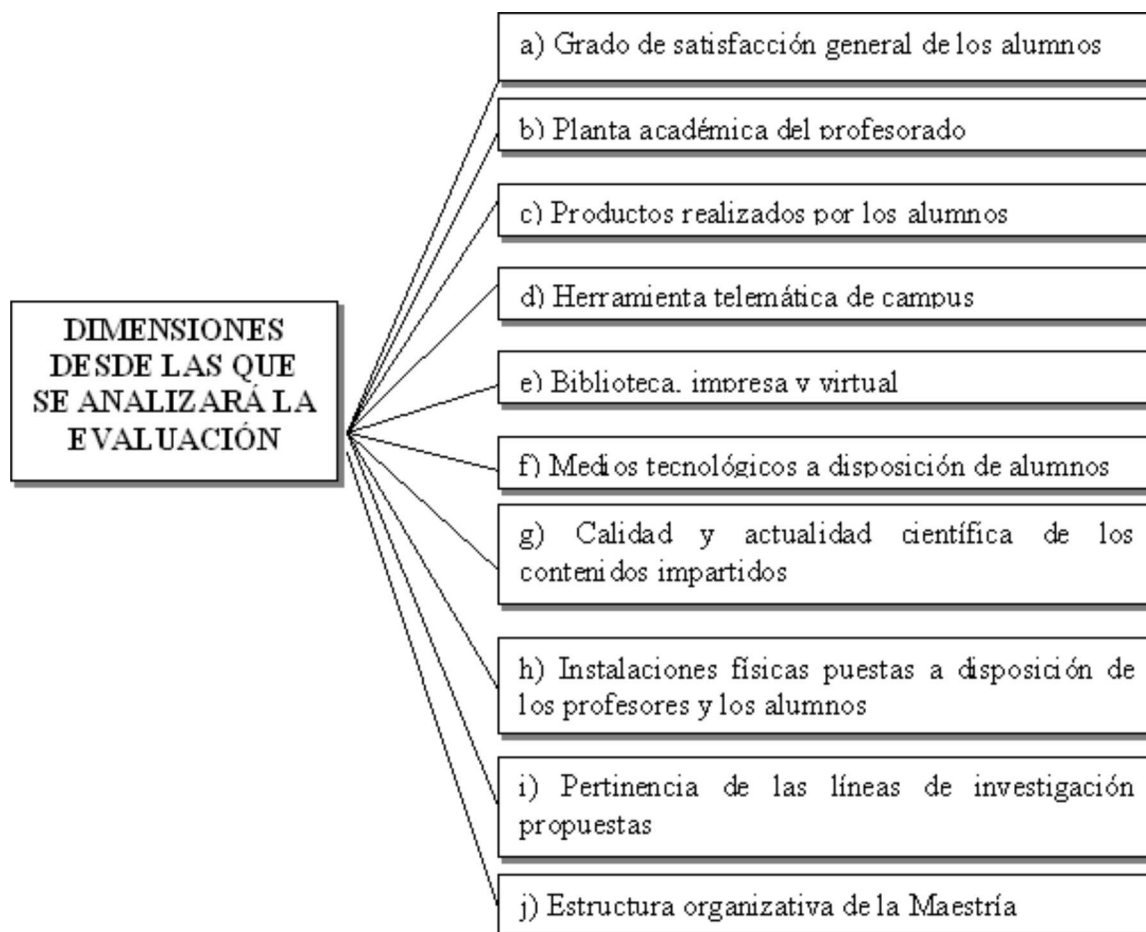 a) Grado de satisfacción general de los alumnos
b) Planta académica del profesorado
c) Productos realizados por los alumnos
d) Herramienta telemática de campus
DIMENSIONES
DESDE LAS QUE
SE ANALIZARÁ LA
EVALUACIÓN
e) Biblioteca, impresa y virtual
f) Medios tecnológicos a disposición de alumnos
g) Calidad y actualidad científica de los
contenidos impartidos
h) Instalaciones físicas puestas a disposición de
los profesores y los alumnos
i) Pertinencia de las líneas de investigación
propuestas
j) Estructura organizativa de la Maestría